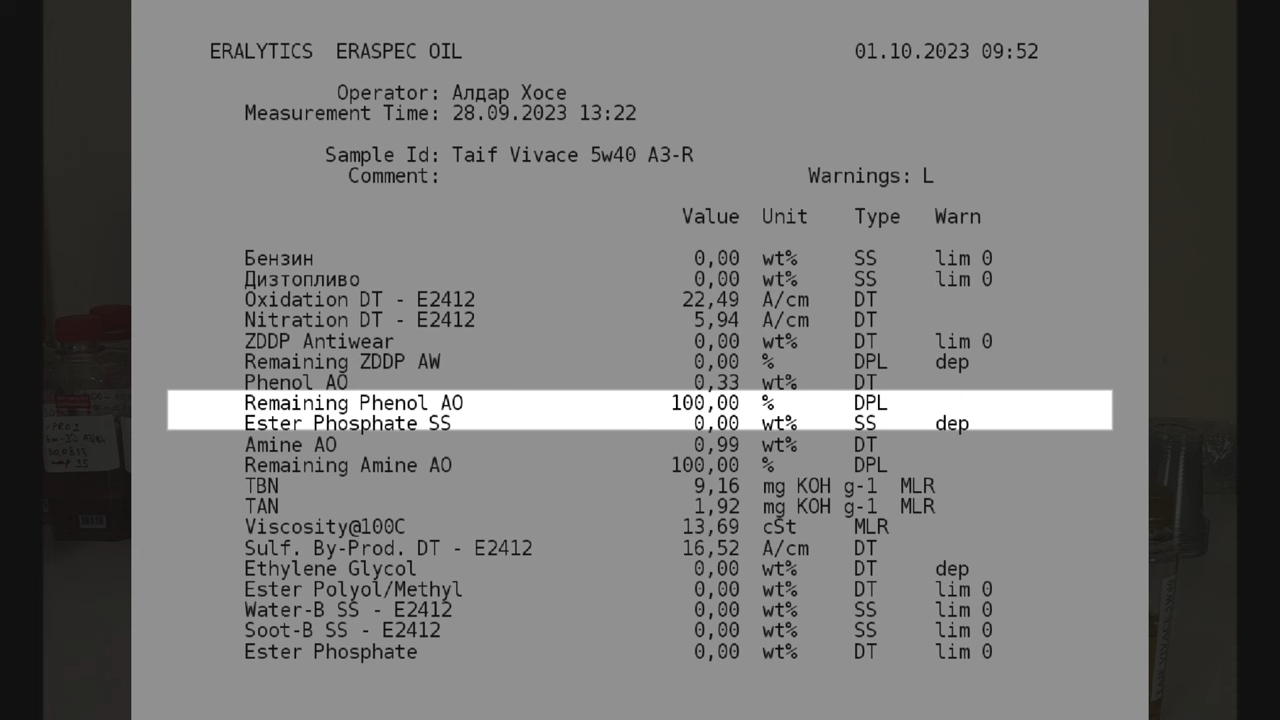 ERALYTICS ERASPEC OIL 01.10.2023 09:52
Operator: Алдар Хосе
Measurement Time: 28.09.2023 13:22
Sample Id: Taif Vivace 5w40 A3-R
Comment: Warnings: L
Value Unit Type Warn
Бензин 0,00 wt% SS lim 0
Дизтопливо 0,00 wt% SS lim 0
Oxidation DT - E2412 22,49 A/cm DT
Nitration DT - E2412 5,94 A/cm DT
ZDDP Antiwear 0,00 wt% DT lim 0
Remaining ZDDP AW 0,00 % DPL dep
Phenol AO 0,33 wt% DT
Remaining Phenol AO 100,00 % DPL
Ester Phosphate SS 0,00 wt% SS dep
Amine AO 0,99 wt% DT
Remaining Amine AO 100,00 % DPL
TBN 9,16 mg KOH g-1 MLR
TAN 1,92 mg KOH g-1 MLR
Viscosity@100C 13,69 cSt MLR
Sulf. By-Prod. DT - E2412 16,52 A/cm DT
Ethylene Glycol 0,00 wt% DT dep
Ester Polyol/Methyl 0,00 wt% DT lim 0
Water-B SS - E2412 0,00 wt% SS lim 0
Soot-B SS - E2412 0,00 wt% SS lim 0
Ester Phosphate 0,00 wt% DT lim 0